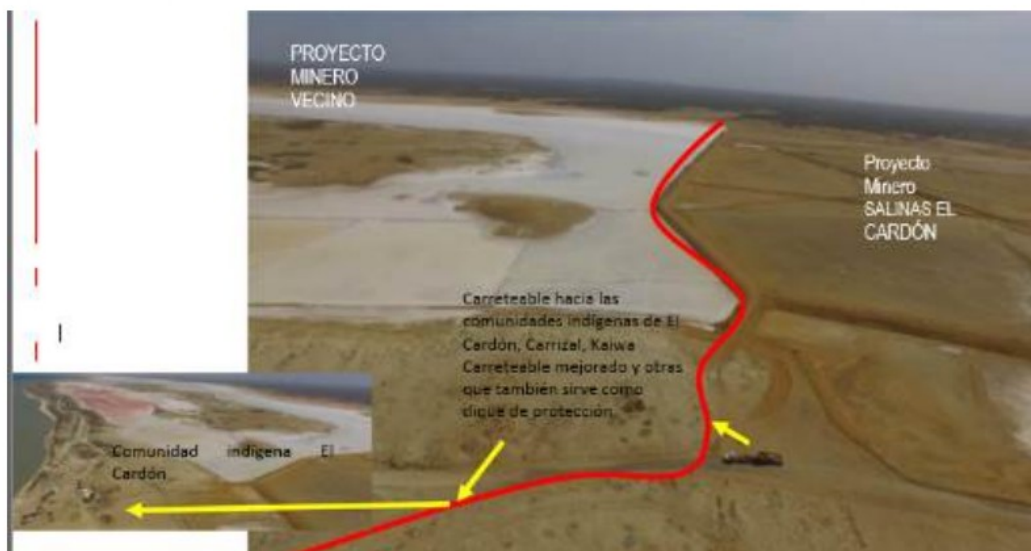 PROYECTO
MINERO
VECINO
Proyecto
Minero
SALINAS EL
CARDÓN
Carreteable hacia las
comunidades indígenas de El
Cardón, Carrizal, Kaiwa
Carreteable mejorado y otras
que también sirve como
dique de protección
Comunidad indígena El
Cardón